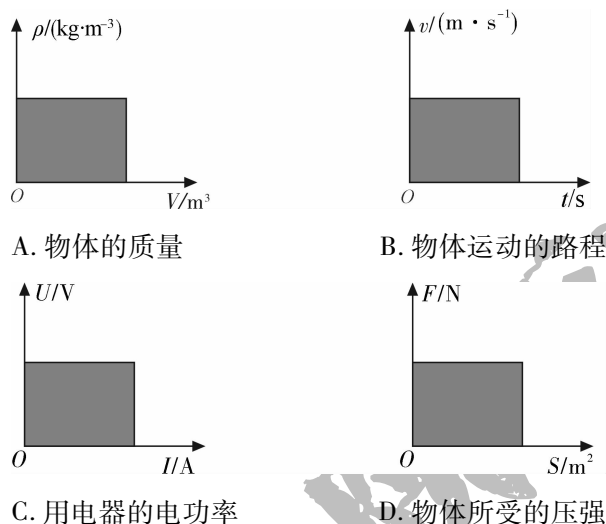 ρ/(kg·m⁻³)
v/(m · s⁻¹)
O
V/m³
O
t/s
A. 物体的质量
B. 物体运动的路程
U/V
F/N
O
I/A
O
S/m²
C. 用电器的电功率
D. 物体所受的压强